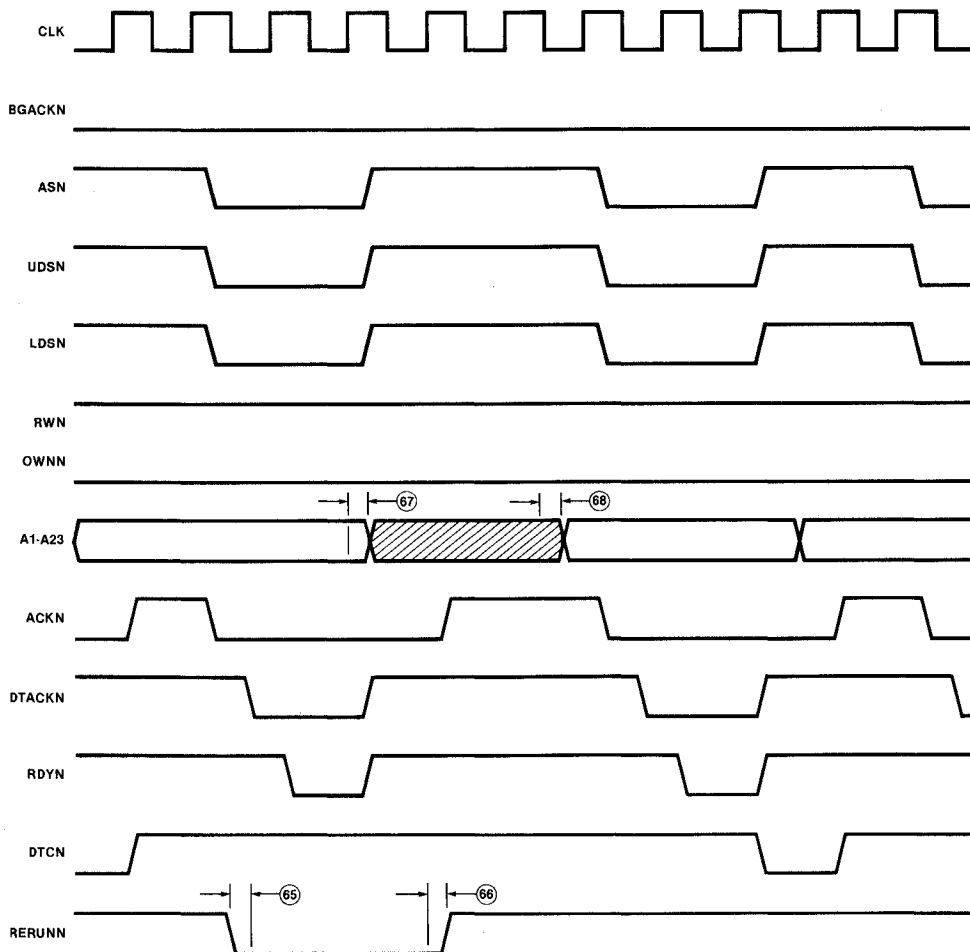 CLK
BGACKN
ASN
UDSN
LDSN
RWN
OWNN
67 68
A1-A23
ACKN
DTACKN
RDYN
DTCN
65 66
RERUNN